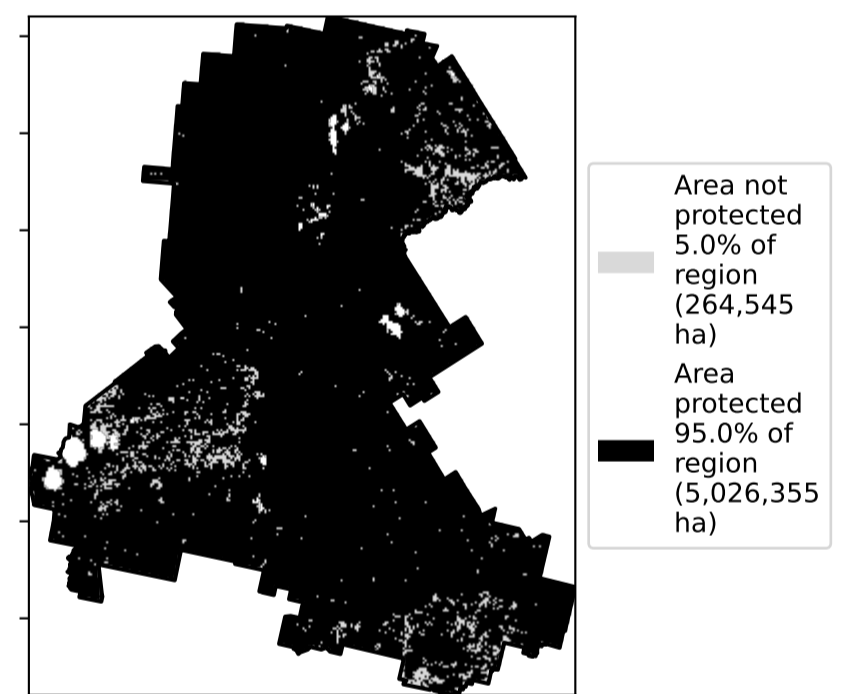 Area not
protected
5.0% of
region
(264,545
ha)
Area
protected
95.0% of
region
(5,026,355
ha)